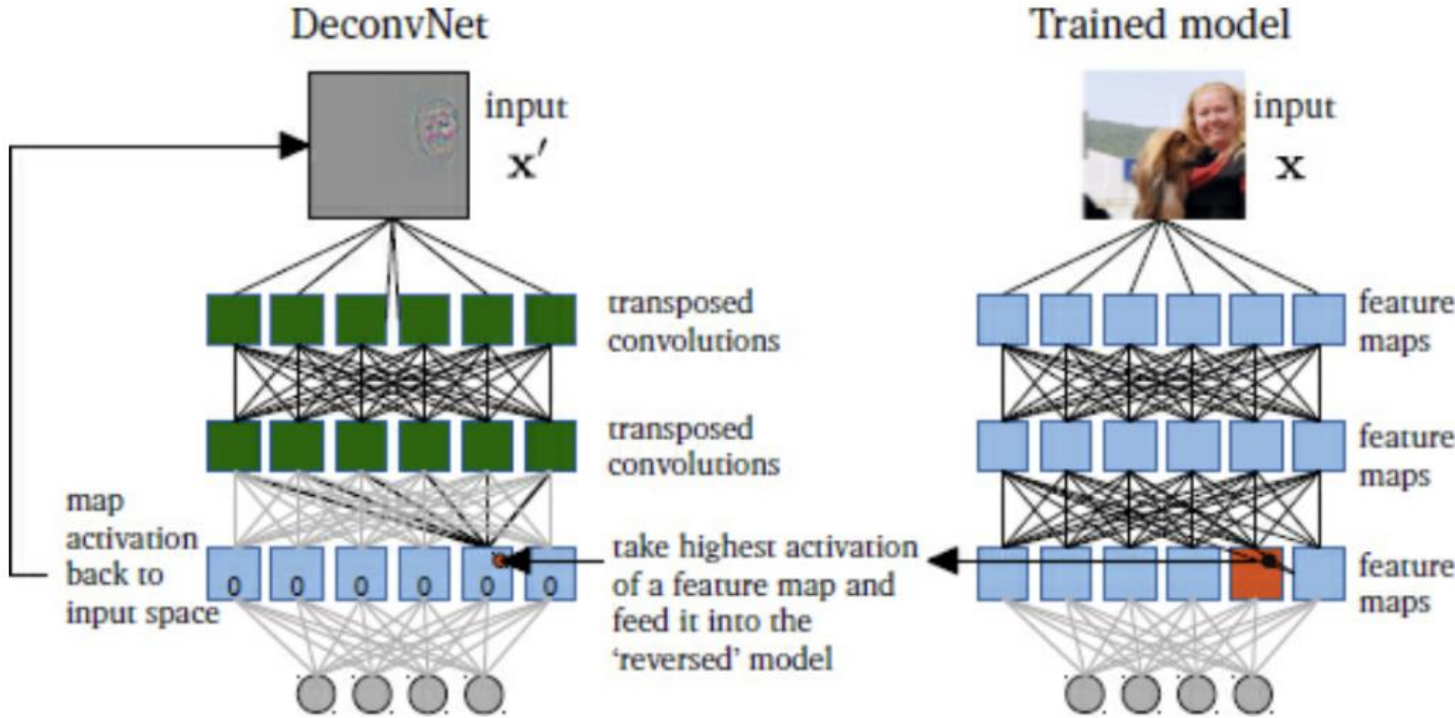 DeconvNet
input
x′
transposed
convolutions
transposed
convolutions
map
activation
back to
input space
0 0 0 0 0 0
take highest activation
of a feature map and
feed it into the
‘reversed’ model
Trained model
input
x
feature
maps
feature
maps
feature
maps